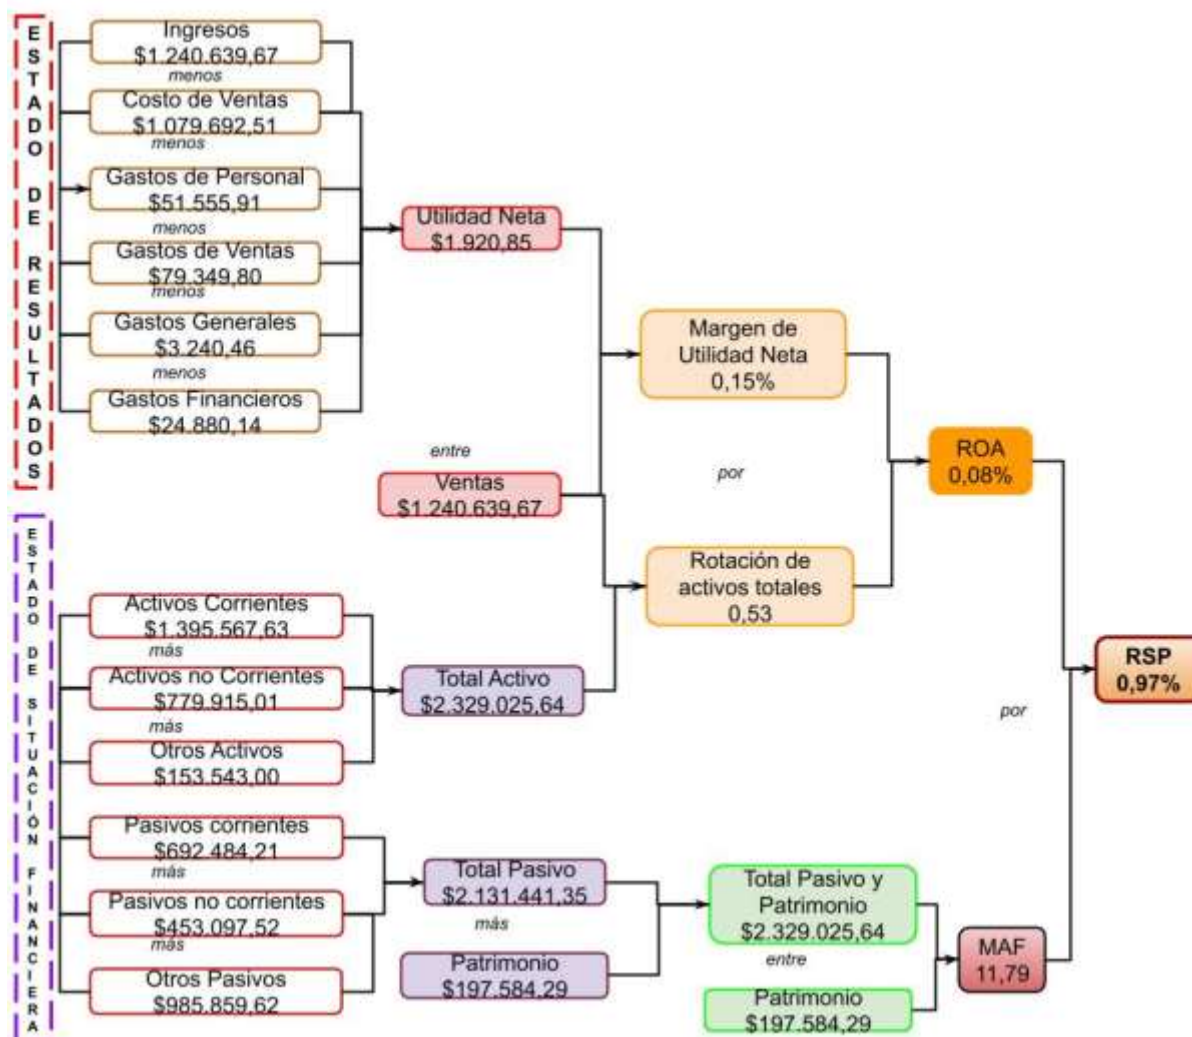 ESTADO DE RESULTADOS
Ingresos
$1.240.639,67
menos
Costo de Ventas
$1.079.692,51
menos
Gastos de Personal
$51.555,91
menos
Gastos de Ventas
$79.349,80
menos
Gastos Generales
$3.240,46
menos
Gastos Financieros
$24.880,14
Utilidad Neta
$1.920,85
entre
Ventas
$1.240.639,67
Margen de
Utilidad Neta
0,15%
por
Rotación de
activos totales
0,53
ROA
0,08%
ESTADO DE SITUACIÓN FINANCIERA
Activos Corrientes
$1.395.567,63
más
Activos no Corrientes
$779.915,01
más
Otros Activos
$153.543,00
Total Activo
$2.329.025,64
Pasivos corrientes
$692.484,21
más
Pasivos no corrientes
$453.097,52
más
Otros Pasivos
$985.859,62
Total Pasivo
$2.131.441,35
más
Patrimonio
$197.584,29
Total Pasivo y
Patrimonio
$2.329.025,64
entre
Patrimonio
$197.584,29
MAF
11,79
por
RSP
0,97%